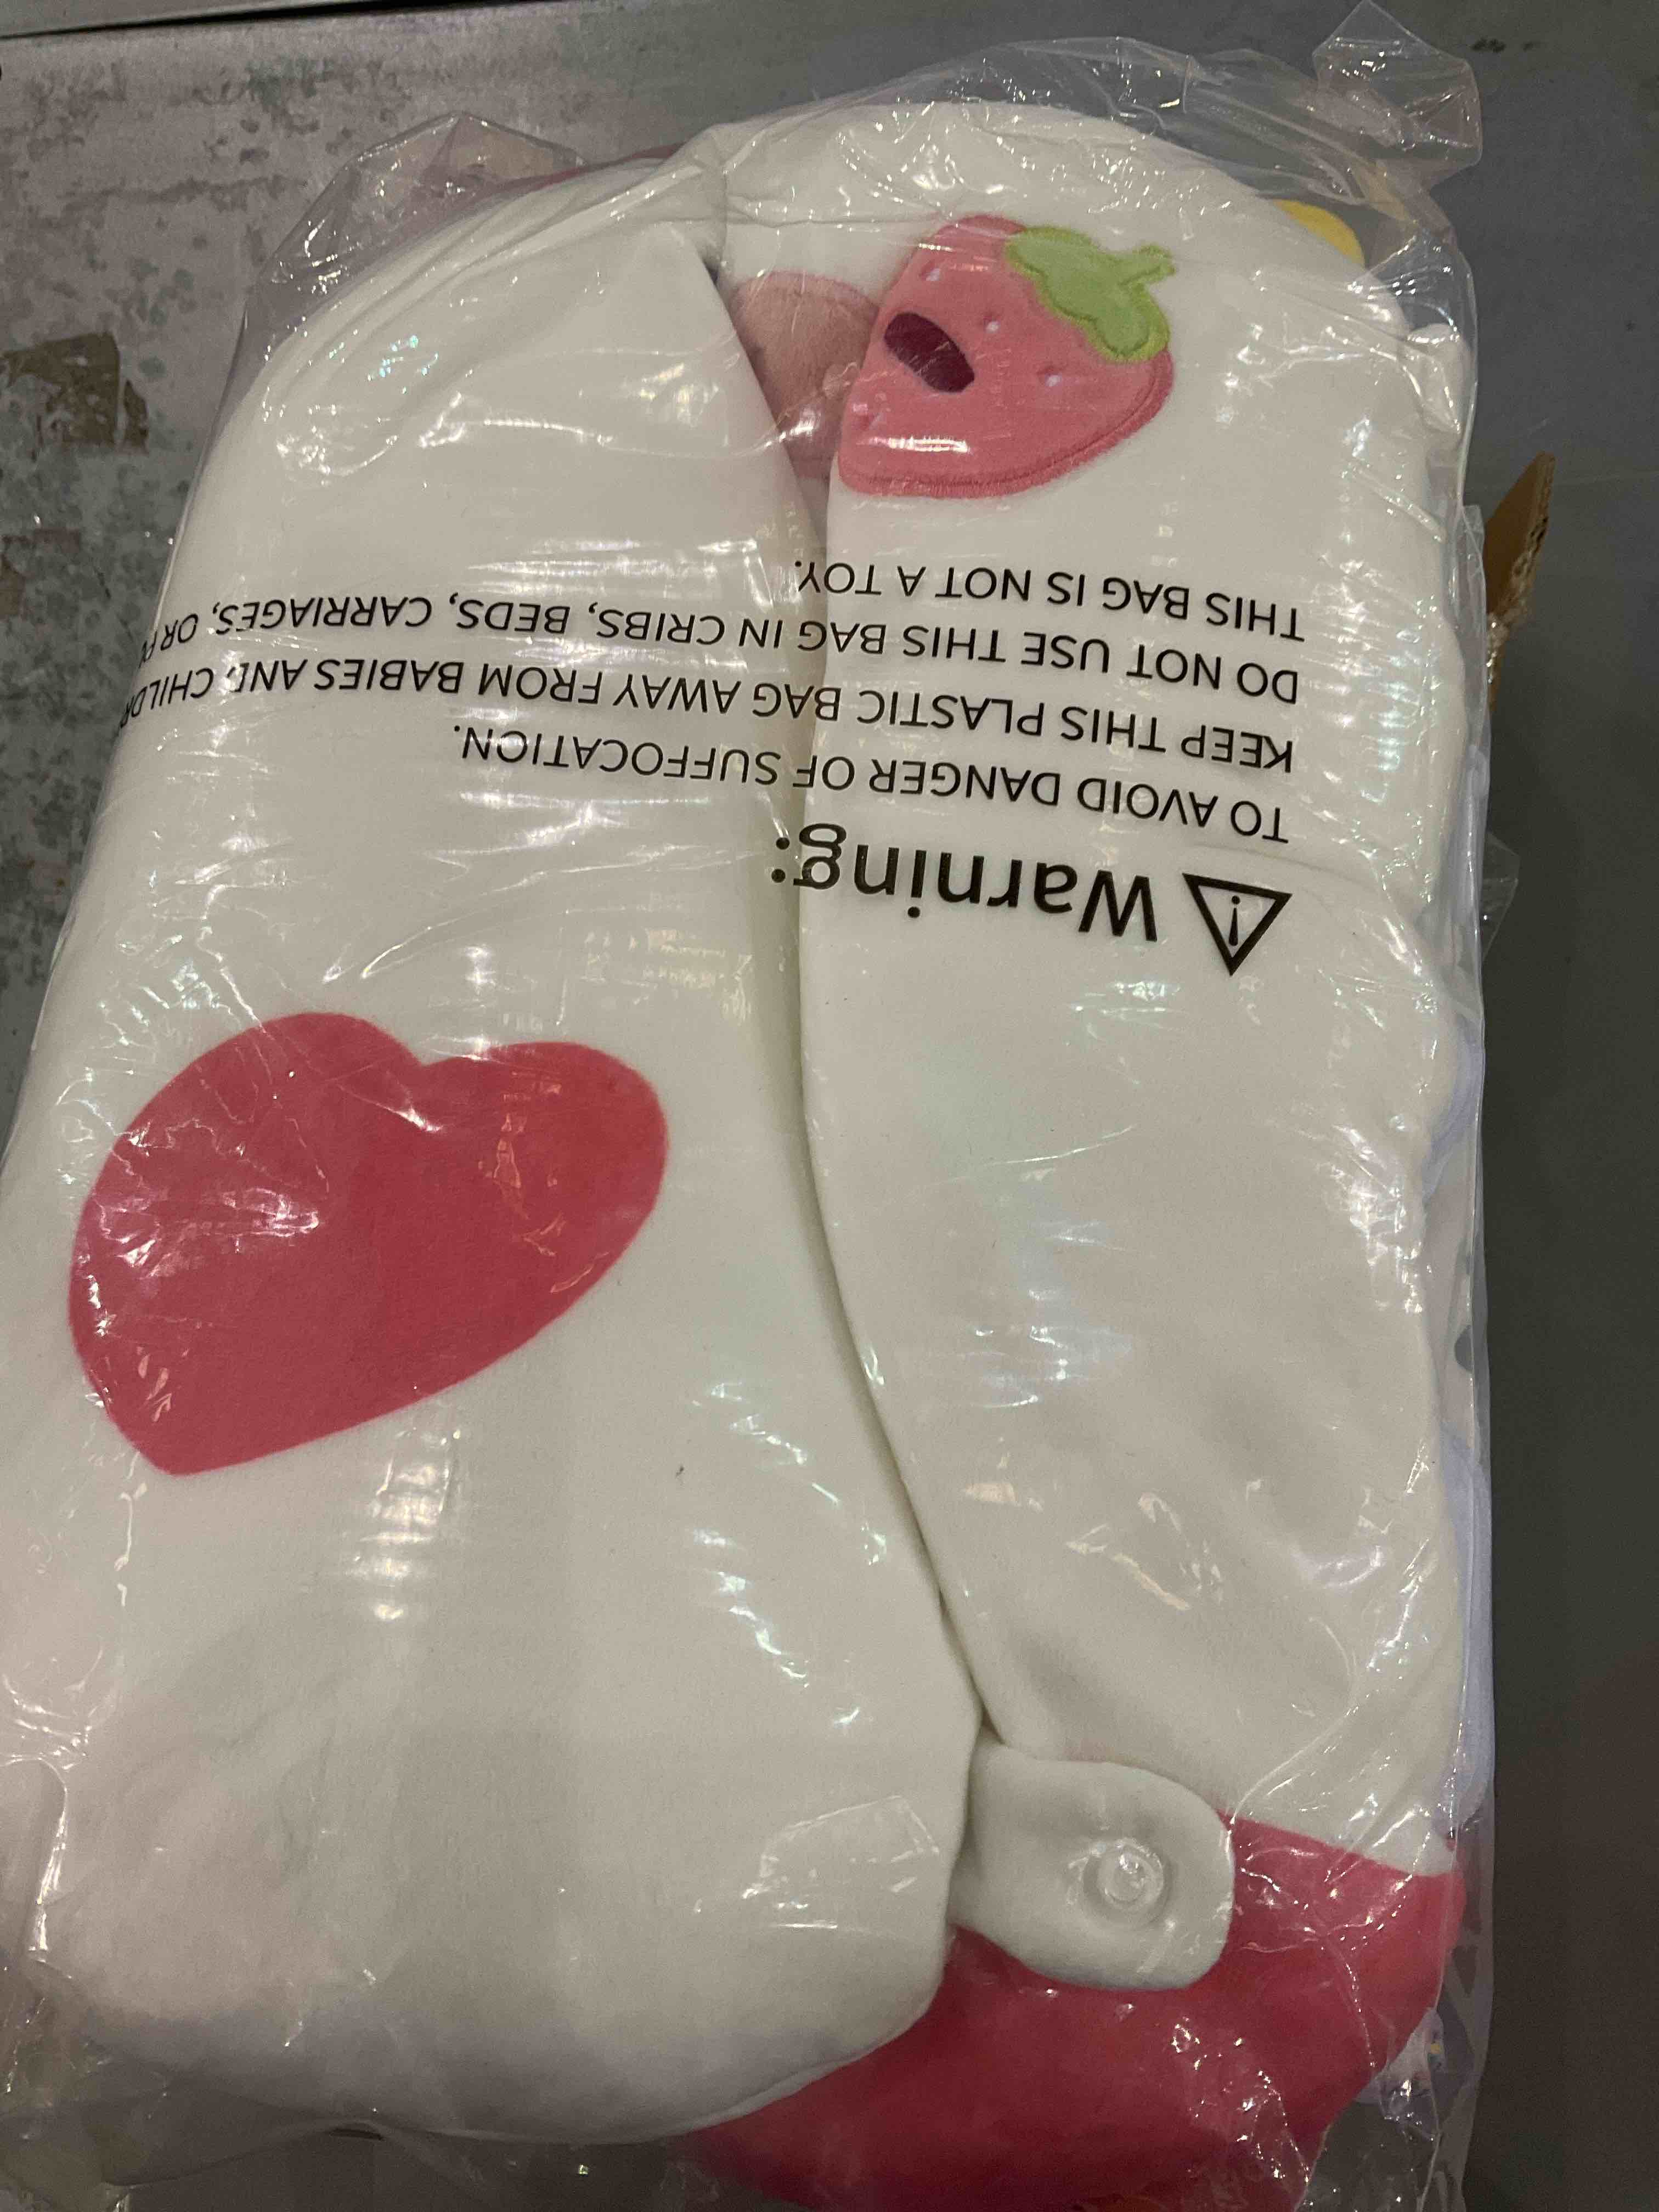 Warning:
TO AVOID DANGER OF SUFFOCATION.
KEEP THIS PLASTIC BAG AWAY FROM BABIES AND
DO NOT USE THIS BAG IN CRIBS, BEDS, CARRIAGES, OR
THIS BAG IS NOT A TOY.